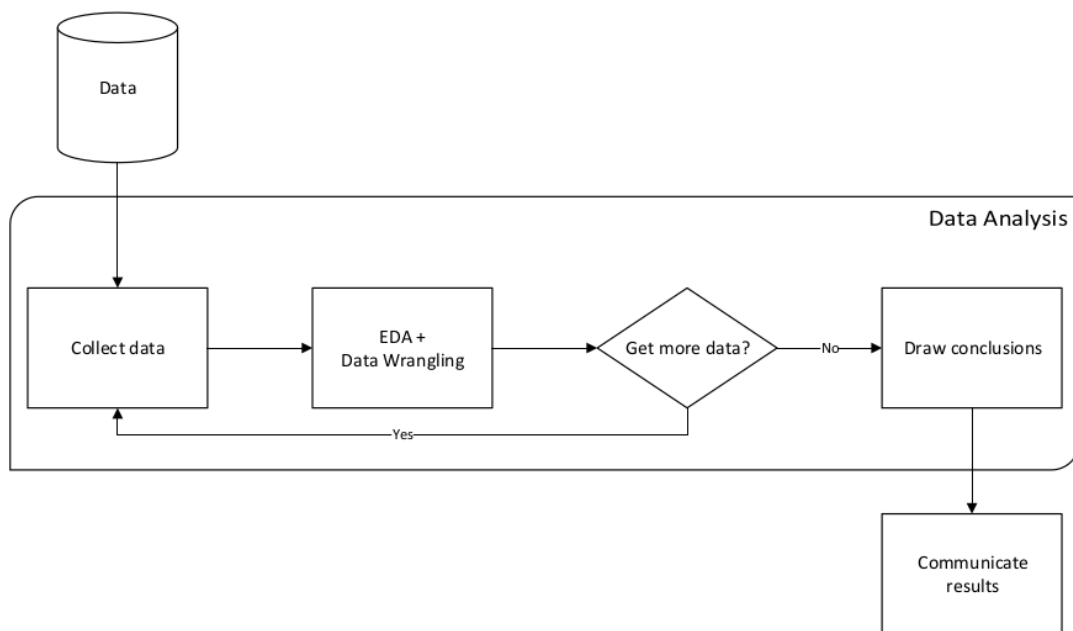 Data
Data Analysis
Collect data
EDA +
Data Wrangling
Get more data?
No
Draw conclusions
Yes
Communicate
results